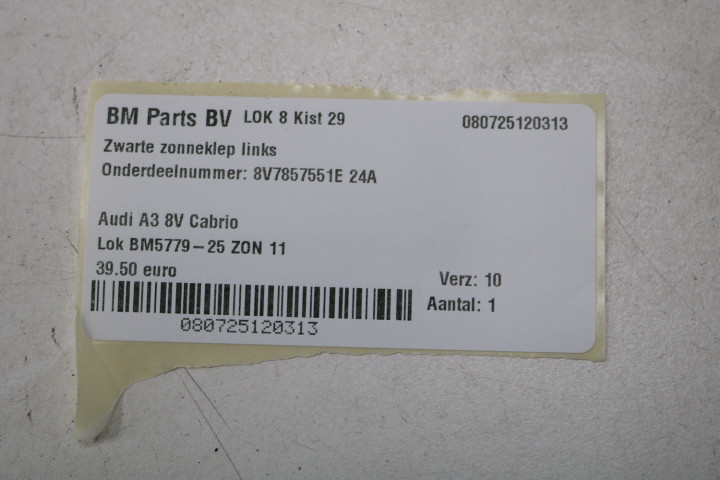 BM Parts BV LOK 8 Kist 29 080725120313
Zwarte zonneklep links
Onderdeelnummer: 8V7857551E 24A
Audi A3 8V Cabrio
Lok BM5779-25 ZON 11
39.50 euro
Verz: 10
Aantal: 1
080725120313